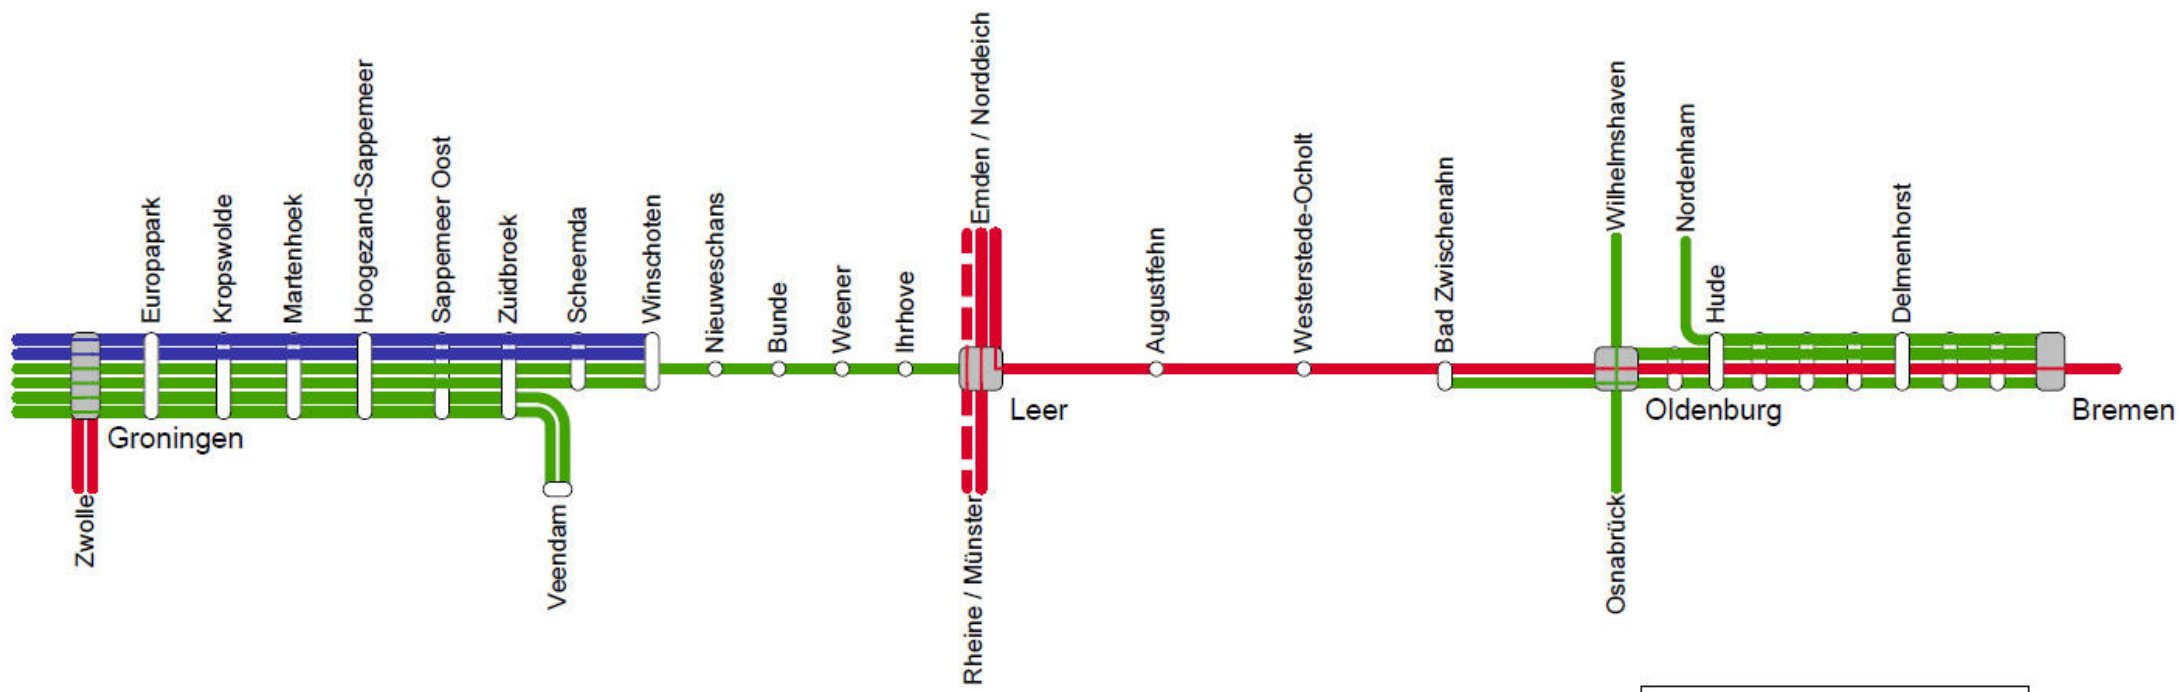 Europapark
Kropswolde
Martenhoek
Hoogezand-Sappemeer
Sappemeer Oost
Zuidbroek
Scheemda
Winschoten
Nieuweschans
Bunde
Weener
Ihrhove
Emden / Norddeich
Augustfehn
Westerstede-Ocholt
Bad Zwischenahn
Wilhelmshaven
Nordenham
Hude
Delmenhorst
Groningen
Leer
Oldenburg
Bremen
Zwolle
Veendam
Rheine / Münster
Osnabrück